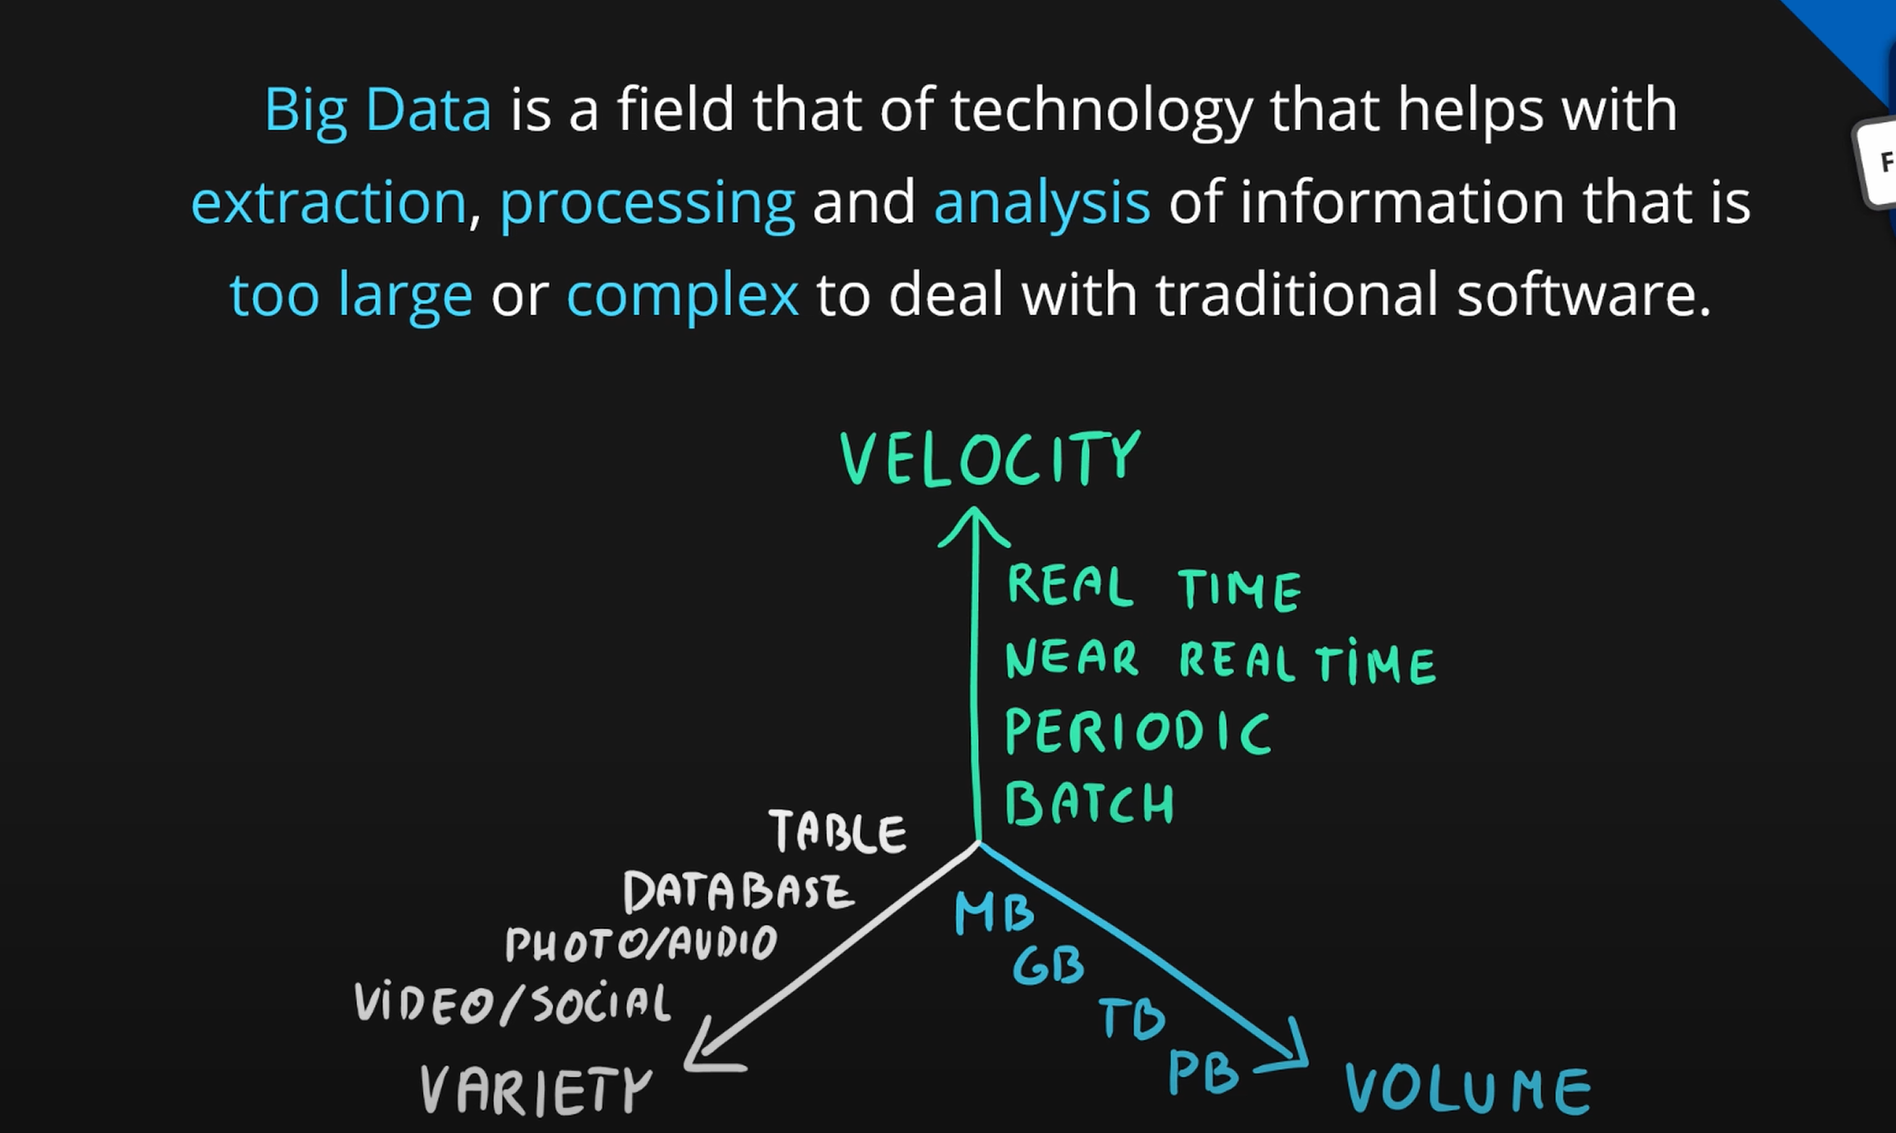 Big Data is a field that of technology that helps with
extraction, processing and analysis of information that is
too large or complex to deal with traditional software.
F
VELOCITY
REAL TIME
NEAR REAL TIME
PERIODIC
BATCH
TABLE
DATABASE
PHOTO/AUDIO
VIDEO/SOCIAL
VARIETY
MB
GB
TB
PB
VOLUME